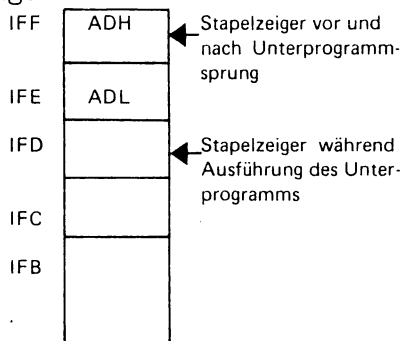 IFF ADH Stapelzeiger vor und
nach Unterprogramm-
sprung
IFE ADL
IFD Stapelzeiger während
Ausführung des Unter-
programms
IFC
IFB